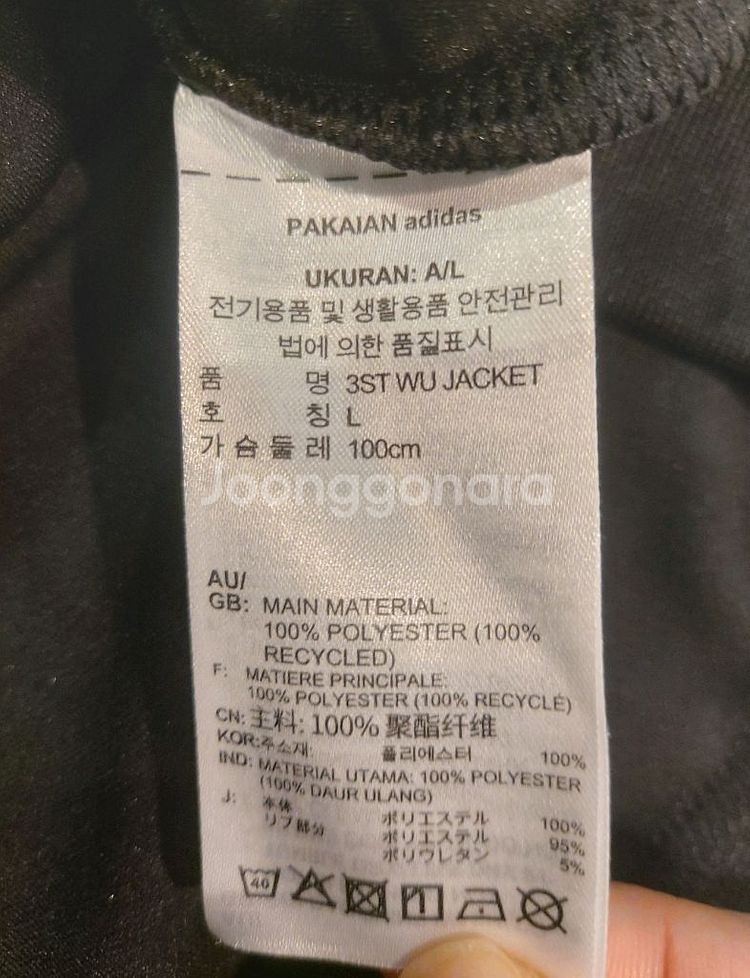 PAKAIAN adidas
UKURAN: A/L
전기용품 및 생활용품 안전관리
법에 의한 품질표시
품 명 3ST WU JACKET
호 칭 L
가 슴 둘 레 100cm
Joonggonara
AU/
GB: MAIN MATERIAL:
100% POLYESTER (100%
RECYCLED)
F: MATIERE PRINCIPALE:
100% POLYESTER (100% RECYCLÉ)
CN: 主料: 100% 聚酯纤维
KOR:주소재: 폴리에스터 100%
IND: MATERIAL UTAMA: 100% POLYESTER
(100% DAUR ULANG)
J: 本体 ポリエステル 100%
リブ部分 ポリエステル 95%
ポリウレタン 5%
40